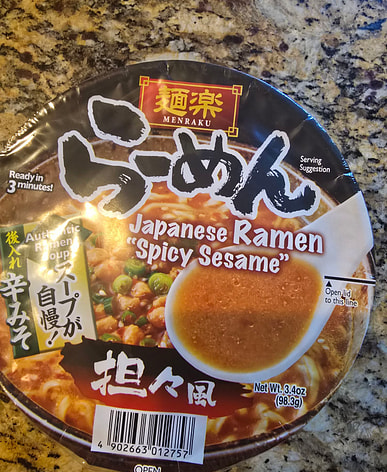 麺楽
MENRAKU
らーめん
Ready in
3 minutes!
Serving
Suggestion
Japanese Ramen
"Spicy Sesame"
Authentic
Ramen
Soup
スープが
自慢!
後入れ
辛みそ
Open lid
to this line
担々風
Net Wt. 3.4oz
(98.3g)
4 902663 012757
OPEN